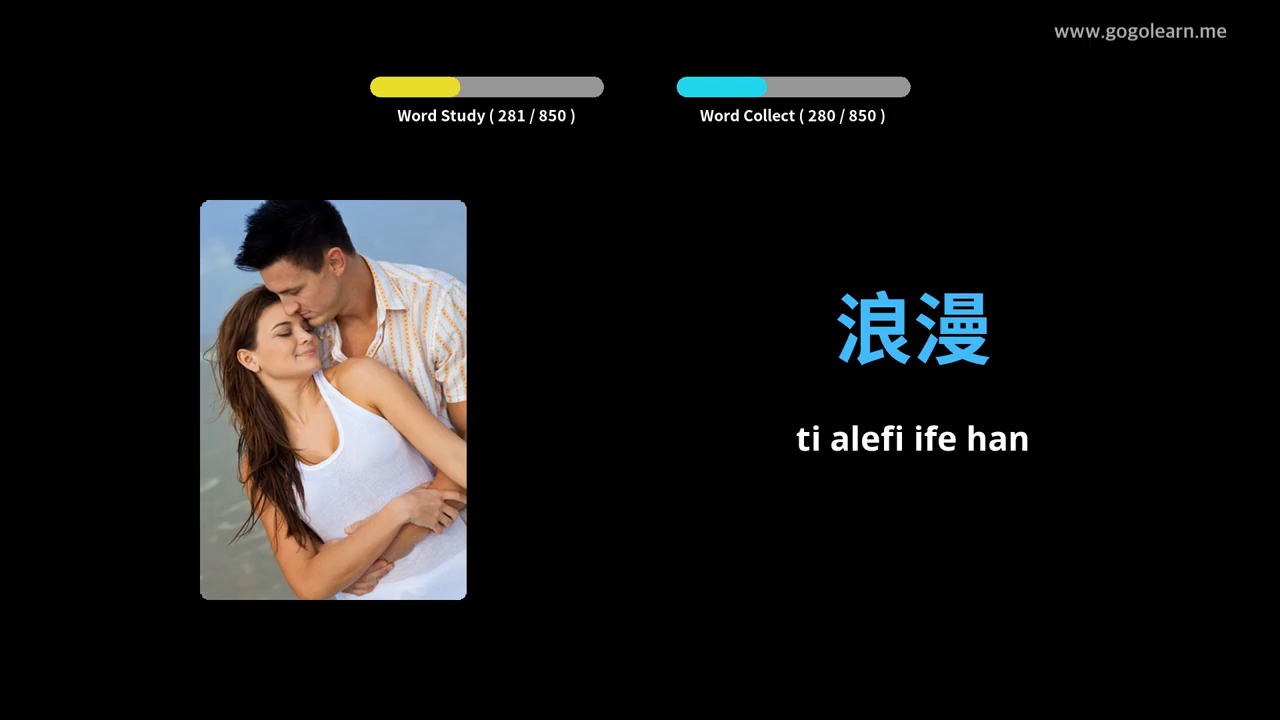 www.gogolearn.me
Word Study ( 281 / 850 )
Word Collect ( 280 / 850 )
浪漫
ti alefi ife han